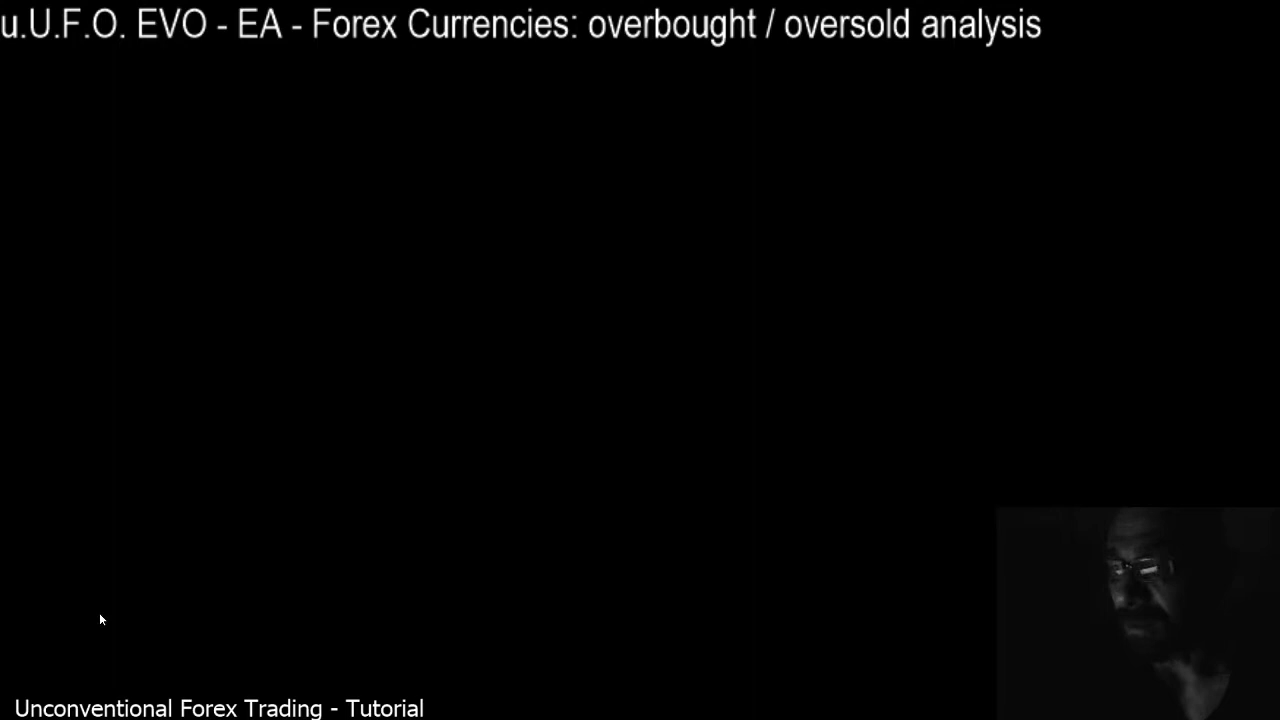 u.U.F.O. EVO - EA - Forex Currencies: overbought / oversold analysis
Unconventional Forex Trading - Tutorial